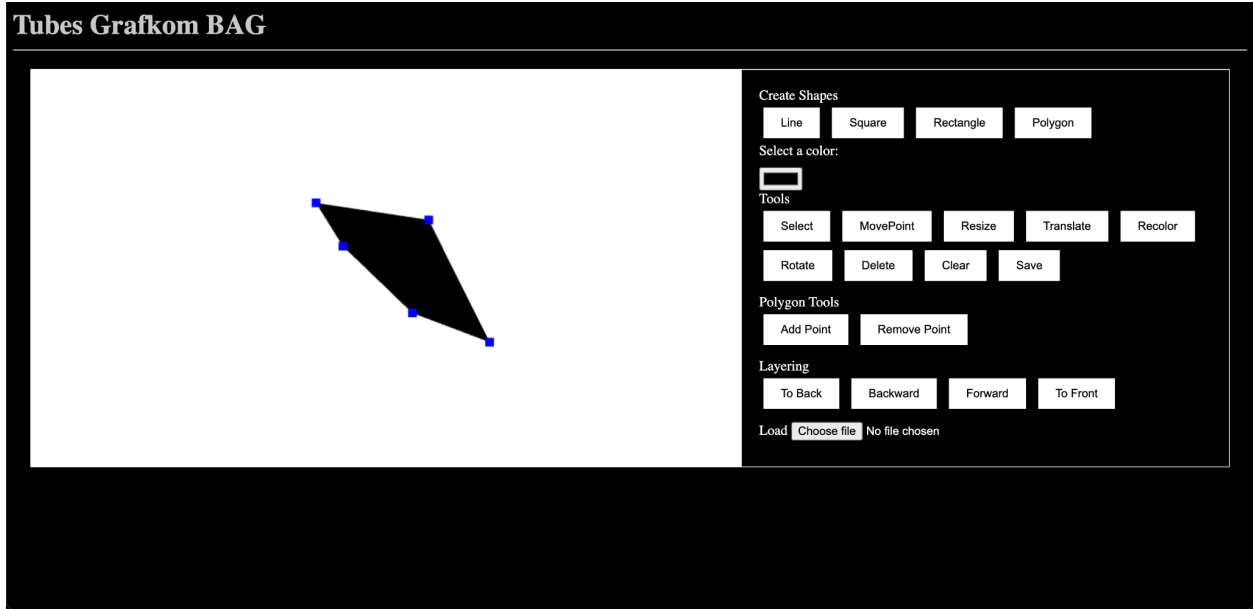 Tubes Grafkom BAG
Create Shapes
Line Square Rectangle Polygon
Select a color:
Tools
Select MovePoint Resize Translate Recolor
Rotate Delete Clear Save
Polygon Tools
Add Point Remove Point
Layering
To Back Backward Forward To Front
Load Choose file No file chosen